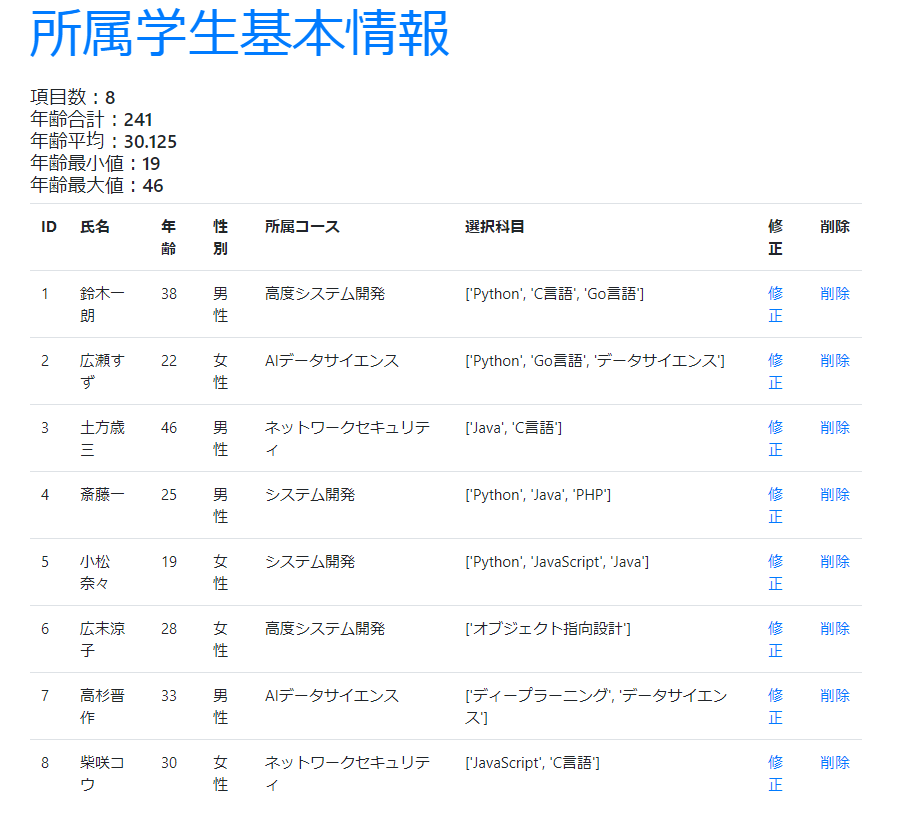 所属学生基本情報
項目数：8
年齢合計：241
年齢平均：30.125
年齢最小値：19
年齢最大値：46
ID 氏名 年 性 所属コース 選択科目 修 削除
齢 別 正
1 鈴木一 38 男 高度システム開発 ['Python', 'C言語', 'Go言語'] 修 削除
朗 性 正
2 広瀬す 22 女 AIデータサイエンス ['Python', 'Go言語', 'データサイエンス'] 修 削除
ず 性 正
3 土方歳 46 男 ネットワークセキュリテ ['Java', 'C言語'] 修 削除
三 性 ィ 正
4 斎藤一 25 男 システム開発 ['Python', 'Java', 'PHP'] 修 削除
性 正
5 小松 19 女 システム開発 ['Python', 'JavaScript', 'Java'] 修 削除
奈々 性 正
6 広末涼 28 女 高度システム開発 ['オブジェクト指向設計'] 修 削除
子 性 正
7 高杉晋 33 男 AIデータサイエンス ['ディープラーニング', 'データサイエン 修 削除
作 性 ス'] 正
8 柴咲コ 30 女 ネットワークセキュリテ ['JavaScript', 'C言語'] 修 削除
ウ 性 ィ 正